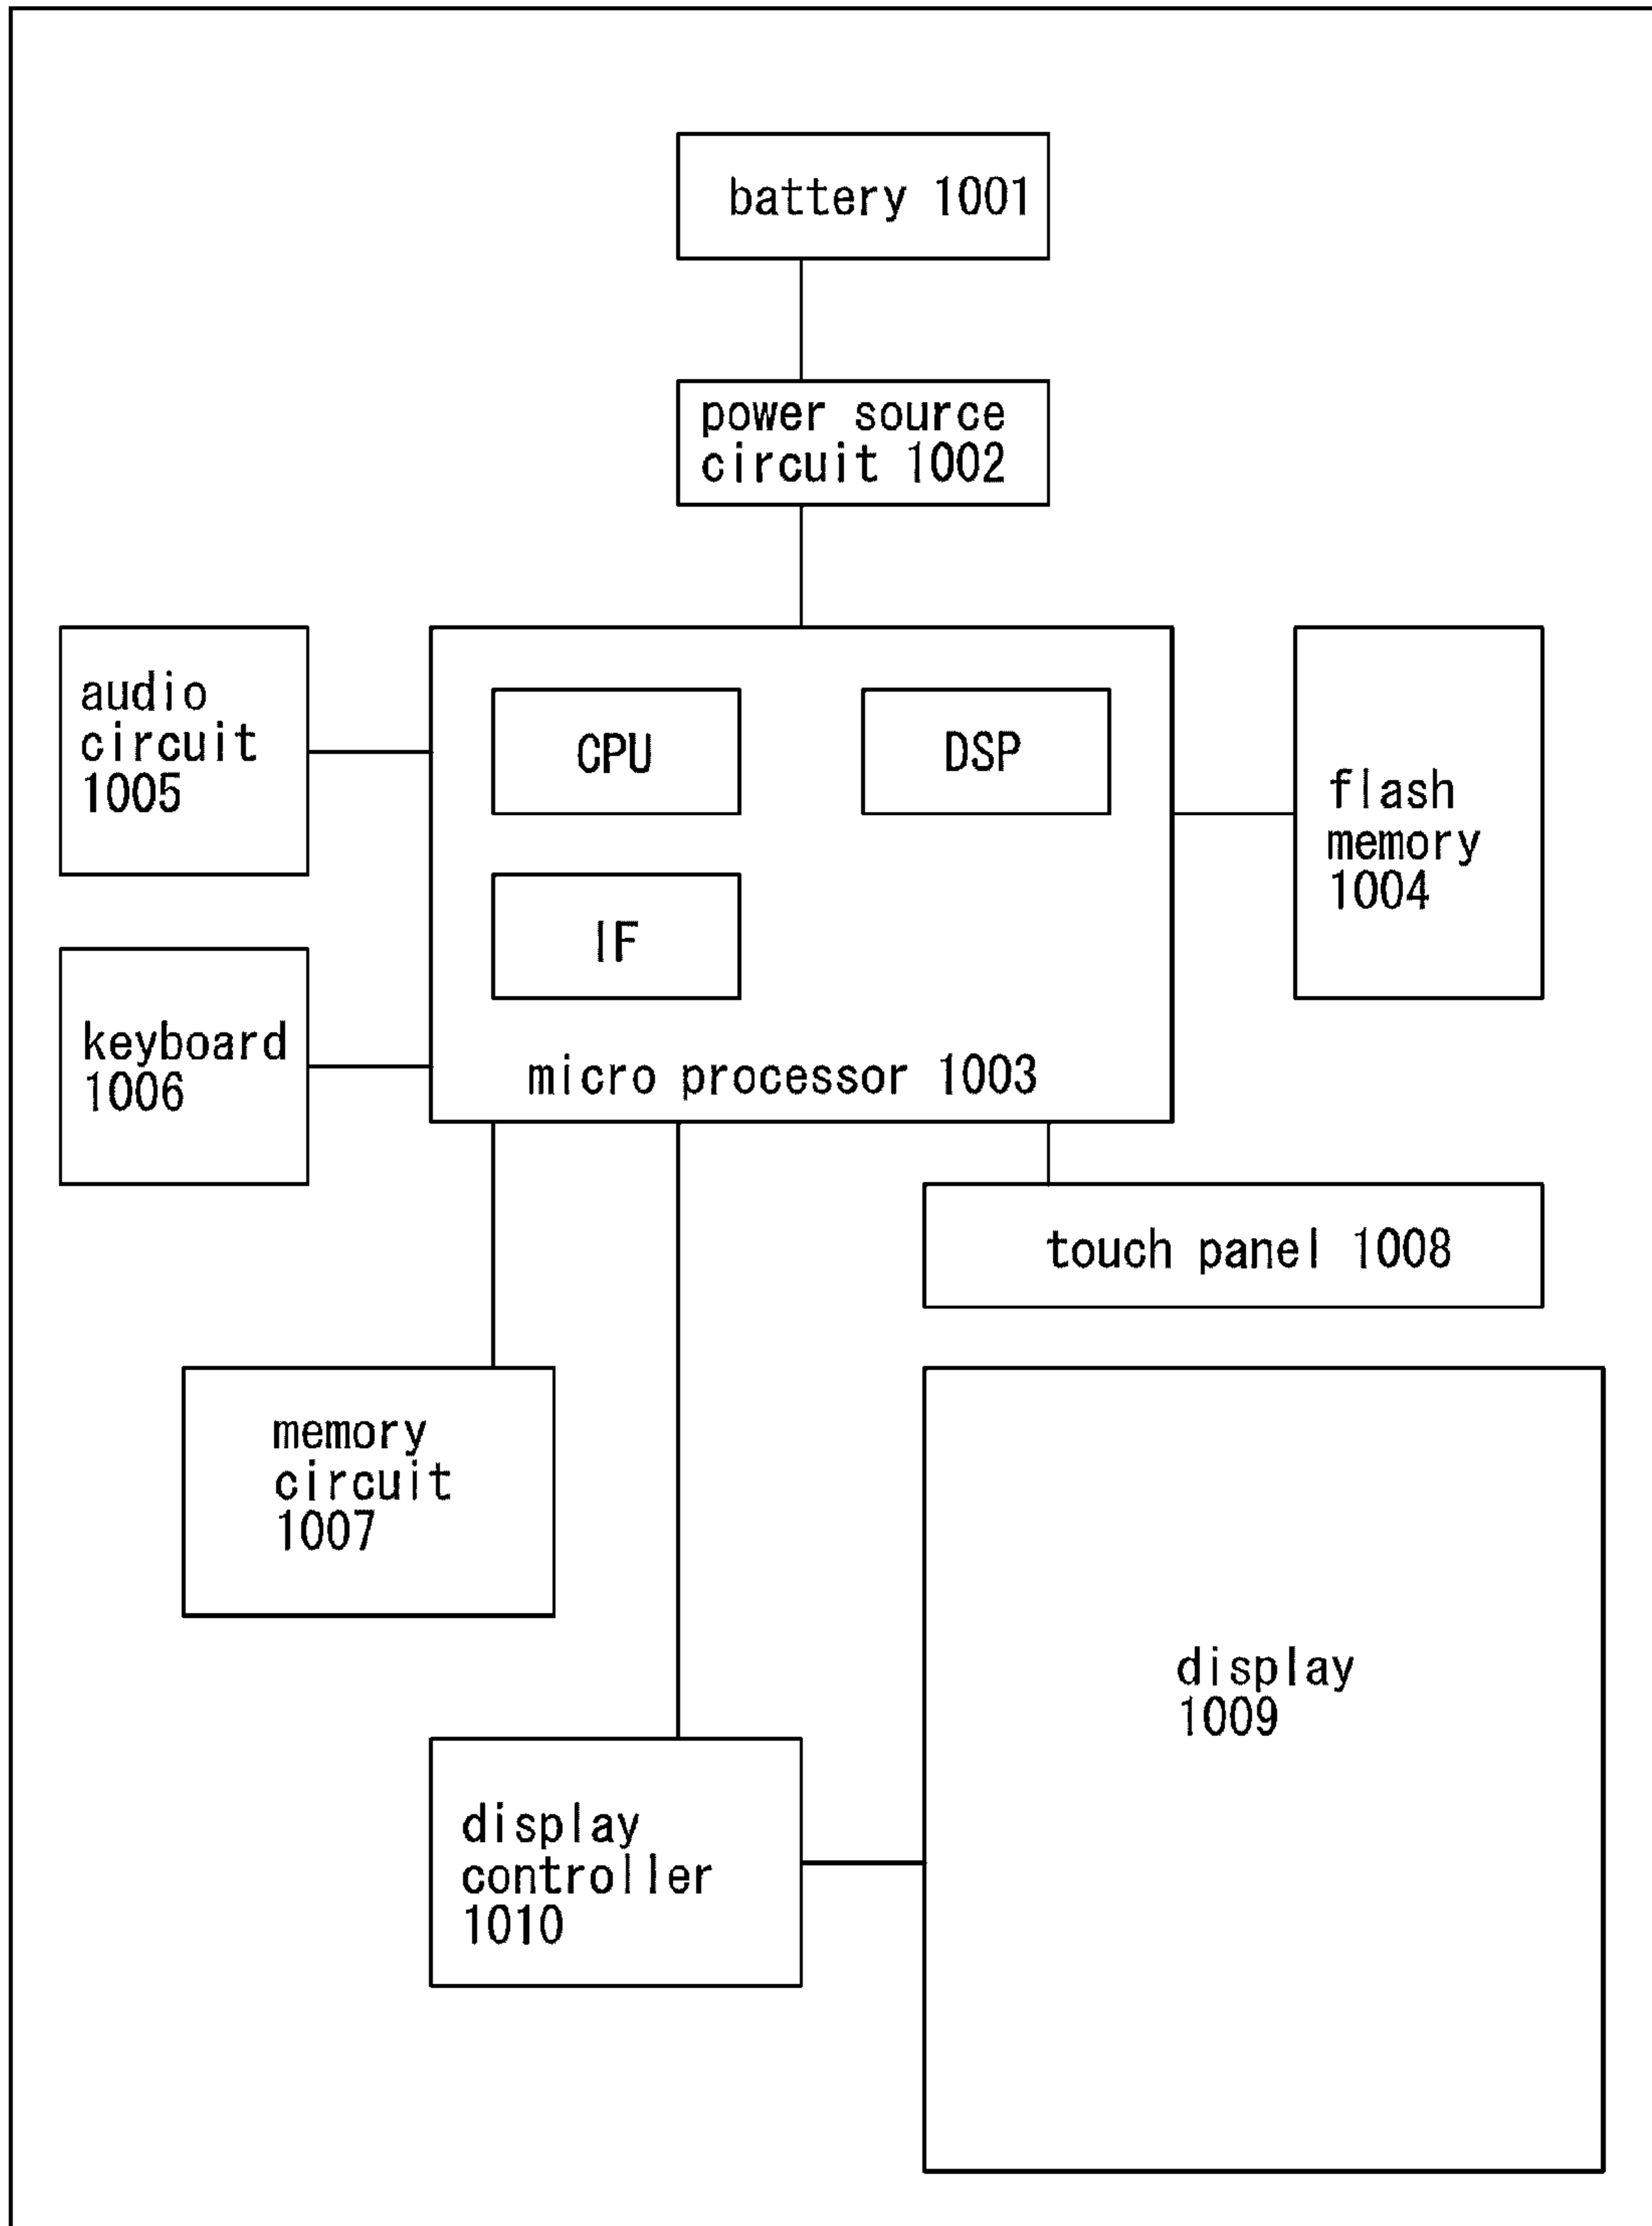 battery 1001
power source
circuit 1002
audio
circuit
1005
CPU
DSP
flash
memory
1004
IF
keyboard
1006
micro processor 1003
touch panel 1008
memory
circuit
1007
display
1009
display
controller
1010